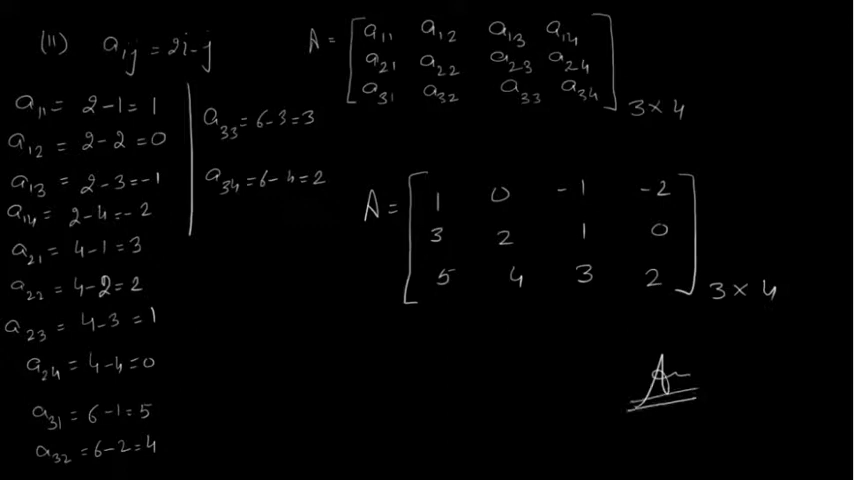 (11) aij = 2i-j
a11 = 2-1 = 1
a12 = 2-2 = 0
a13 = 2-3 = -1
a14 = 2-4 = -2
a21 = 4-1 = 3
a22 = 4-2 = 2
a23 = 4-3 = 1
a24 = 4-4 = 0
a31 = 6-1 = 5
a32 = 6-2 = 4
a33 = 6-3 = 3
a34 = 6-4 = 2
A = [ a11 a12 a13 a14
a21 a22 a23 a24
a31 a32 a33 a34 ] 3×4
A = [ 1 0 -1 -2
3 2 1 0
5 4 3 2 ] 3×4